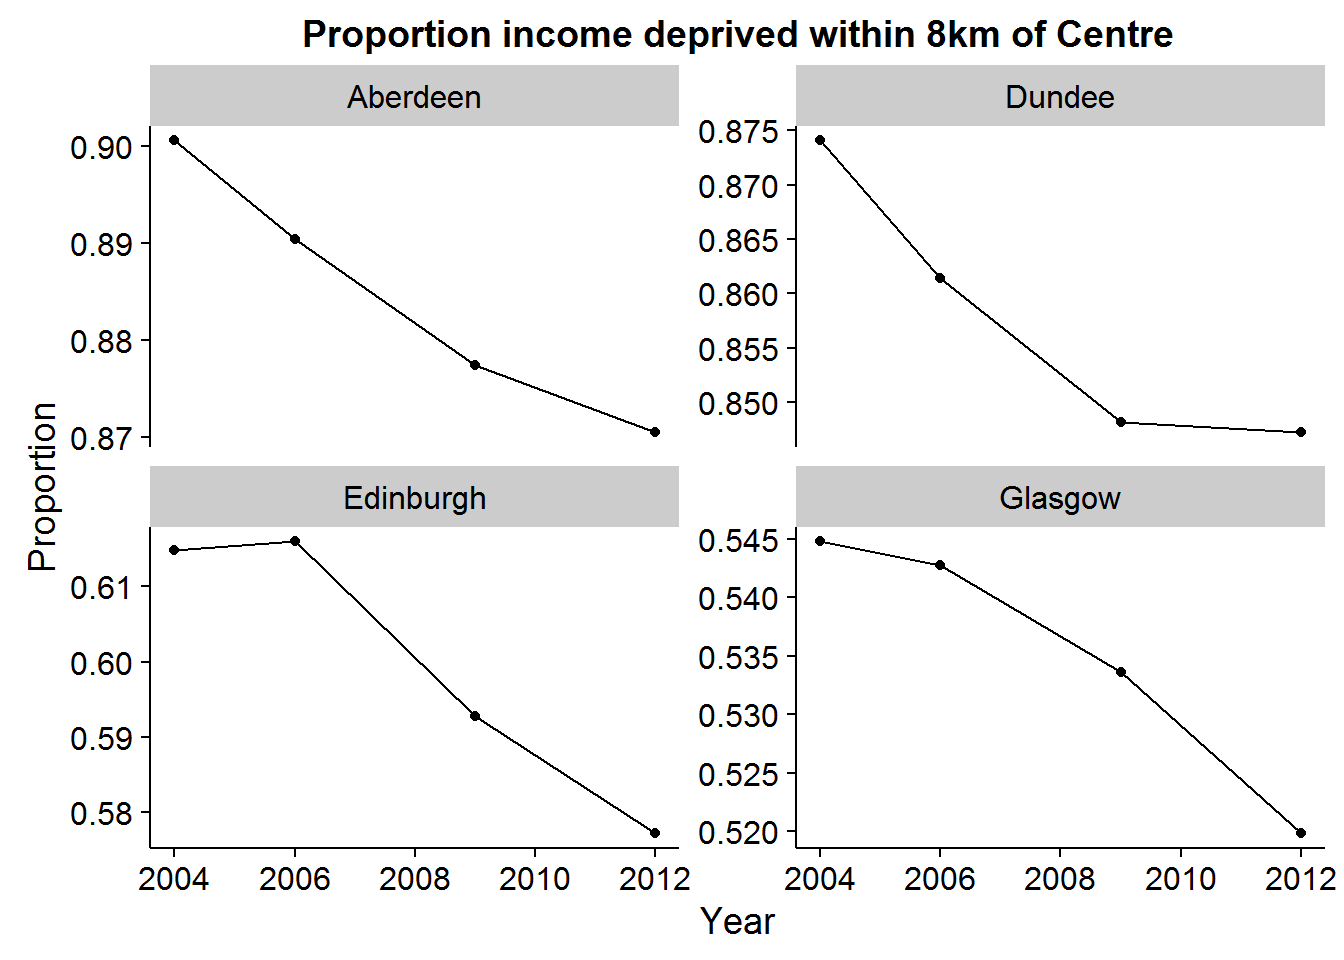 Proportion income deprived within 8km of Centre
Aberdeen
Dundee
0.90
0.89
0.88
0.87
0.875
0.870
0.865
0.860
0.855
0.850
Proportion
Edinburgh
Glasgow
0.61
0.60
0.59
0.58
0.545
0.540
0.535
0.530
0.525
0.520
2004 2006 2008 2010 2012
2004 2006 2008 2010 2012
Year